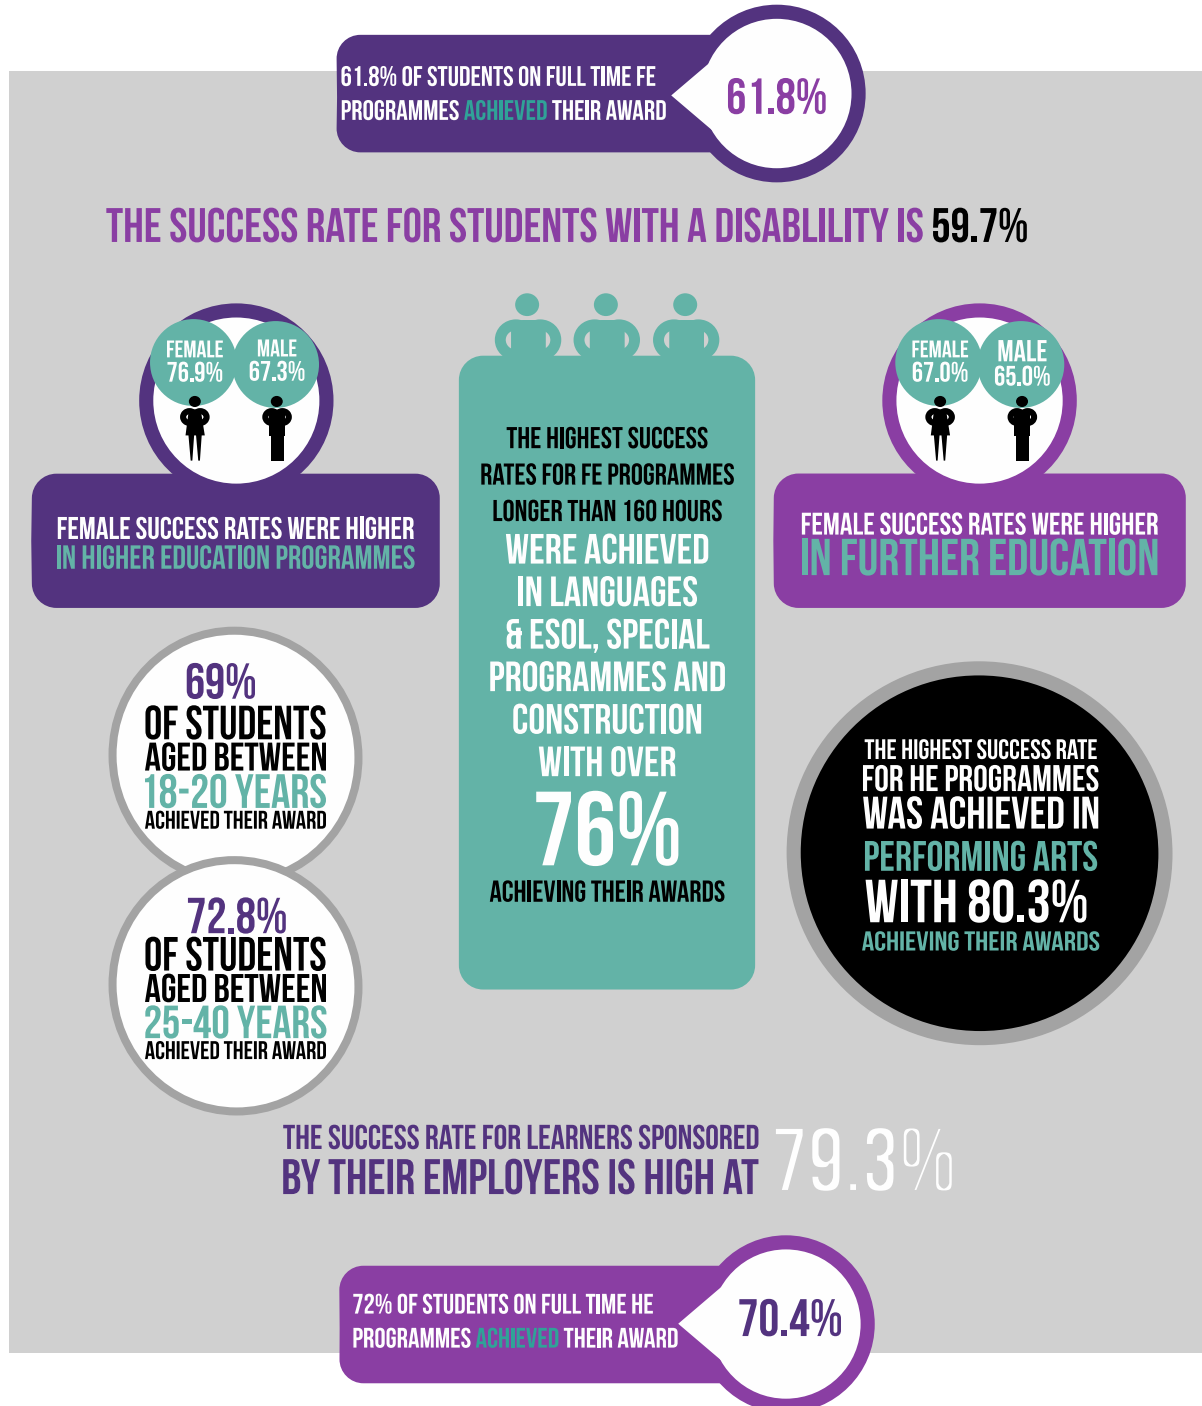 61.8% OF STUDENTS ON FULL TIME FE
PROGRAMMES ACHIEVED THEIR AWARD
61.8%
THE SUCCESS RATE FOR STUDENTS WITH A DISABLILITY IS 59.7%
FEMALE
76.9%
MALE
67.3%
FEMALE SUCCESS RATES WERE HIGHER
IN HIGHER EDUCATION PROGRAMMES
THE HIGHEST SUCCESS
RATES FOR FE PROGRAMMES
LONGER THAN 160 HOURS
WERE ACHIEVED
IN LANGUAGES
& ESOL, SPECIAL
PROGRAMMES AND
CONSTRUCTION
WITH OVER
76%
ACHIEVING THEIR AWARDS
FEMALE
67.0%
MALE
65.0%
FEMALE SUCCESS RATES WERE HIGHER
IN FURTHER EDUCATION
69%
OF STUDENTS
AGED BETWEEN
18-20 YEARS
ACHIEVED THEIR AWARD
72.8%
OF STUDENTS
AGED BETWEEN
25-40 YEARS
ACHIEVED THEIR AWARD
THE HIGHEST SUCCESS RATE
FOR HE PROGRAMMES
WAS ACHIEVED IN
PERFORMING ARTS
WITH 80.3%
ACHIEVING THEIR AWARDS
THE SUCCESS RATE FOR LEARNERS SPONSORED
BY THEIR EMPLOYERS IS HIGH AT
79.3%
72% OF STUDENTS ON FULL TIME HE
PROGRAMMES ACHIEVED THEIR AWARD
70.4%